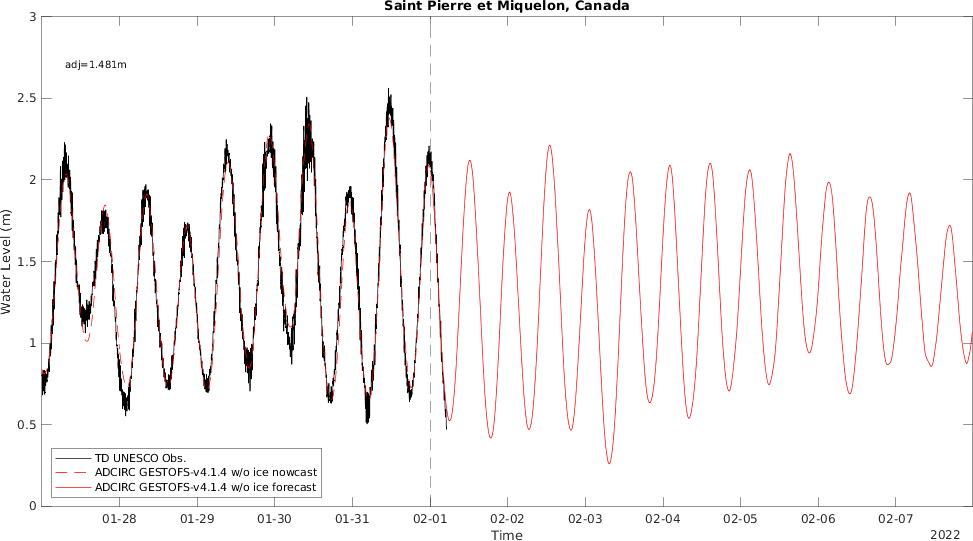 Saint Pierre et Miquelon, Canada
adj=1.481m
3
2.5
2
1.5
1
0.5
0
Water Level (m)
TD UNESCO Obs.
ADCIRC GESTOFS-v4.1.4 w/o ice nowcast
ADCIRC GESTOFS-v4.1.4 w/o ice forecast
01-28 01-29 01-30 01-31 02-01 02-02 02-03 02-04 02-05 02-06 02-07
Time
2022